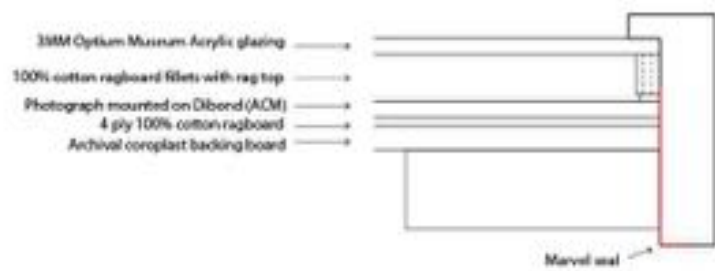 3MM Optium Museum Acrylic glazing
100% cotton ragboard fillets with rag top
Photograph mounted on Dibond (ACM)
4 ply 100% cotton ragboard
Archival coroplast backing board
Marvel seal